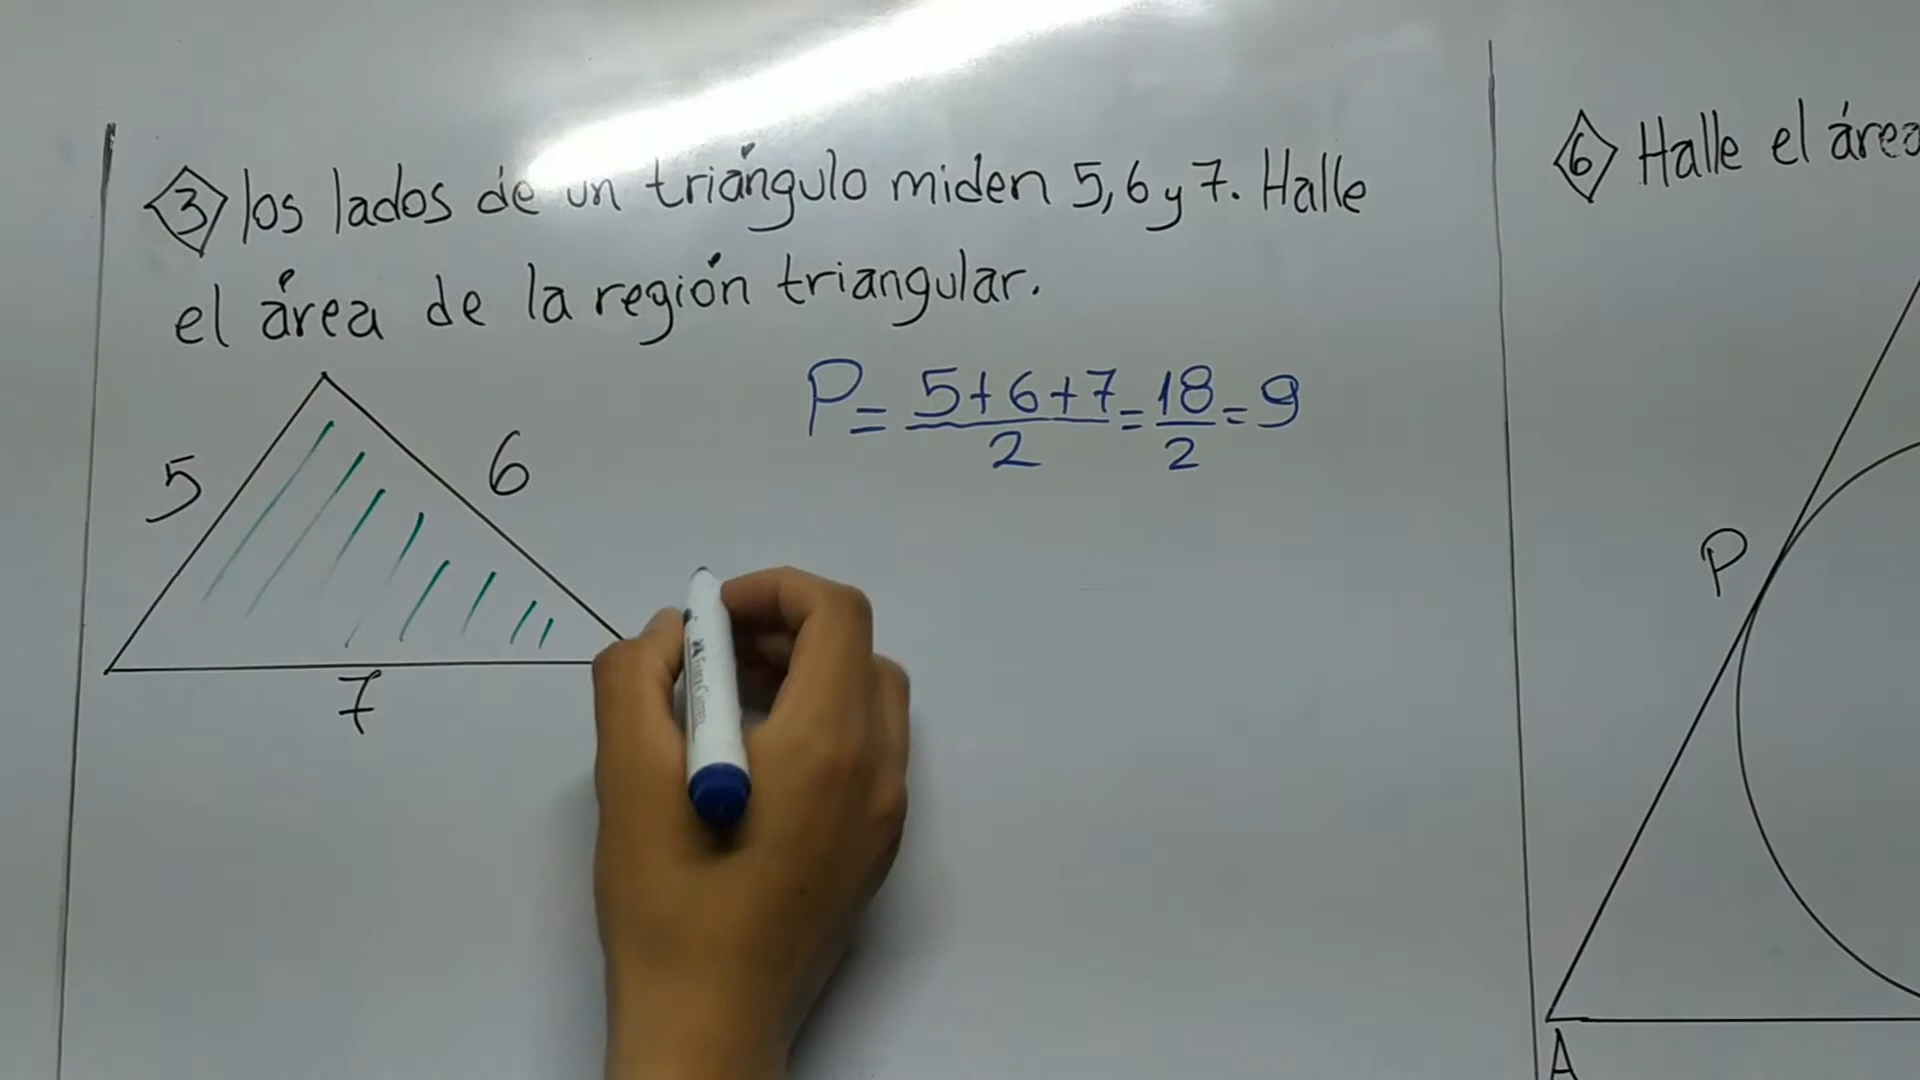 3 los lados de un triángulo miden 5, 6 y 7. Halle
el área de la región triangular.
P = 5+6+7/2 = 18/2 = 9
5
6
7
6 Halle el área
P
A